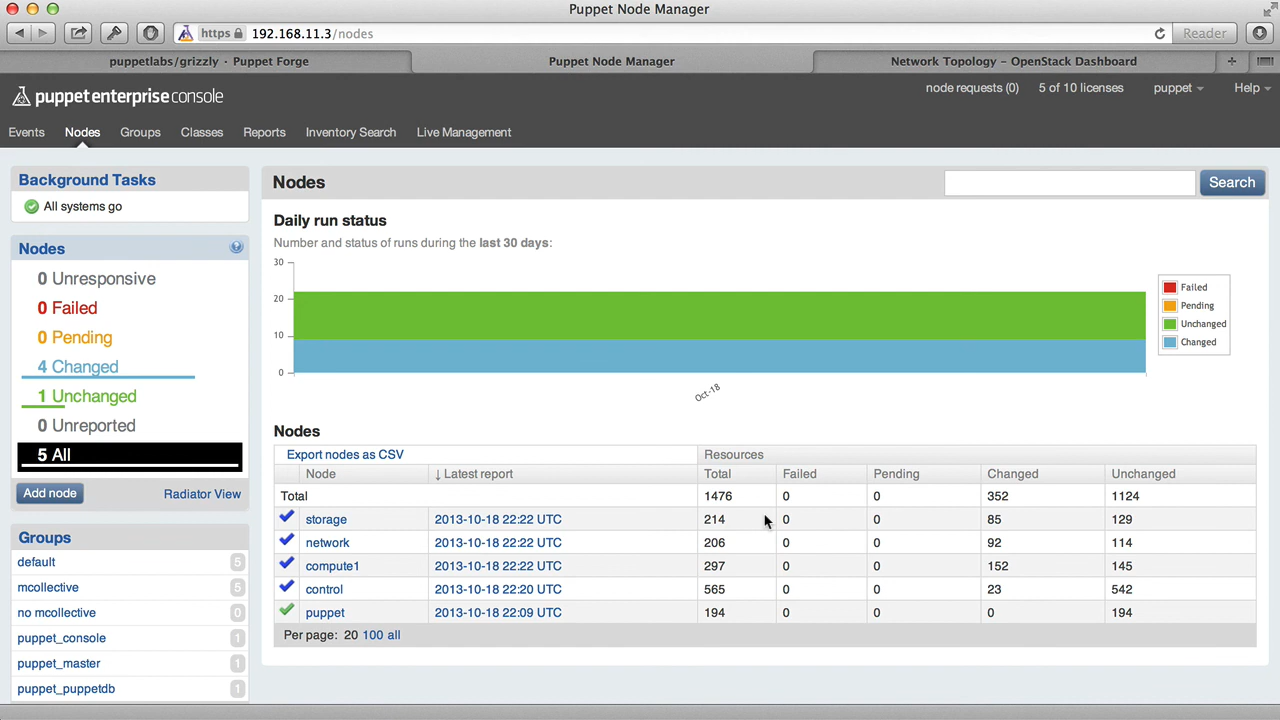 Puppet Node Manager
https 192.168.11.3/nodes Reader
puppetlabs/grizzly · Puppet Forge Puppet Node Manager Network Topology – OpenStack Dashboard +
puppet enterprise console node requests (0) 5 of 10 licenses puppet Help
Events Nodes Groups Classes Reports Inventory Search Live Management
Background Tasks
All systems go
Nodes ?
0 Unresponsive
0 Failed
0 Pending
4 Changed
1 Unchanged
0 Unreported
5 All
Add node Radiator View
Groups
default 5
mcollective 5
no mcollective 0
puppet_console 1
puppet_master 1
puppet_puppetdb 1
Nodes Search
Daily run status
Number and status of runs during the last 30 days:
30
20
10
0
Oct-18
Failed
Pending
Unchanged
Changed
Nodes
Export nodes as CSV Resources
Node ↓ Latest report Total Failed Pending Changed Unchanged
Total 1476 0 0 352 1124
storage 2013-10-18 22:22 UTC 214 0 0 85 129
network 2013-10-18 22:22 UTC 206 0 0 92 114
compute1 2013-10-18 22:22 UTC 297 0 0 152 145
control 2013-10-18 22:20 UTC 565 0 0 23 542
puppet 2013-10-18 22:09 UTC 194 0 0 0 194
Per page: 20 100 all